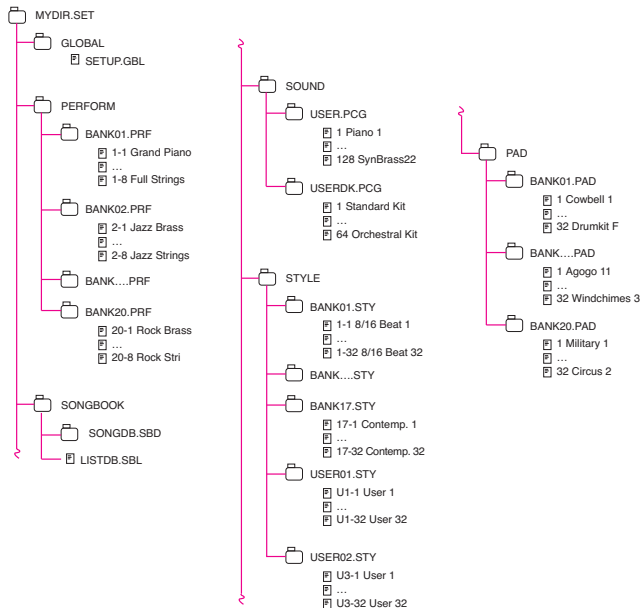 MYDIR.SET
GLOBAL
SETUP.GBL
PERFORM
BANK01.PRF
1-1 Grand Piano
…
1-8 Full Strings
BANK02.PRF
2-1 Jazz Brass
…
2-8 Jazz Strings
BANK….PRF
BANK20.PRF
20-1 Rock Brass
…
20-8 Rock Stri
SONGBOOK
SONGDB.SBD
LISTDB.SBL
SOUND
USER.PCG
1 Piano 1
…
128 SynBrass22
USERDK.PCG
1 Standard Kit
…
64 Orchestral Kit
STYLE
BANK01.STY
1-1 8/16 Beat 1
…
1-32 8/16 Beat 32
BANK….STY
BANK17.STY
17-1 Contemp. 1
…
17-32 Contemp. 32
USER01.STY
U1-1 User 1
…
U1-32 User 32
USER02.STY
U3-1 User 1
…
U3-32 User 32
PAD
BANK01.PAD
1 Cowbell 1
…
32 Drumkit F
BANK….PAD
1 Agogo 11
…
32 Windchimes 3
BANK20.PAD
1 Military 1
…
32 Circus 2